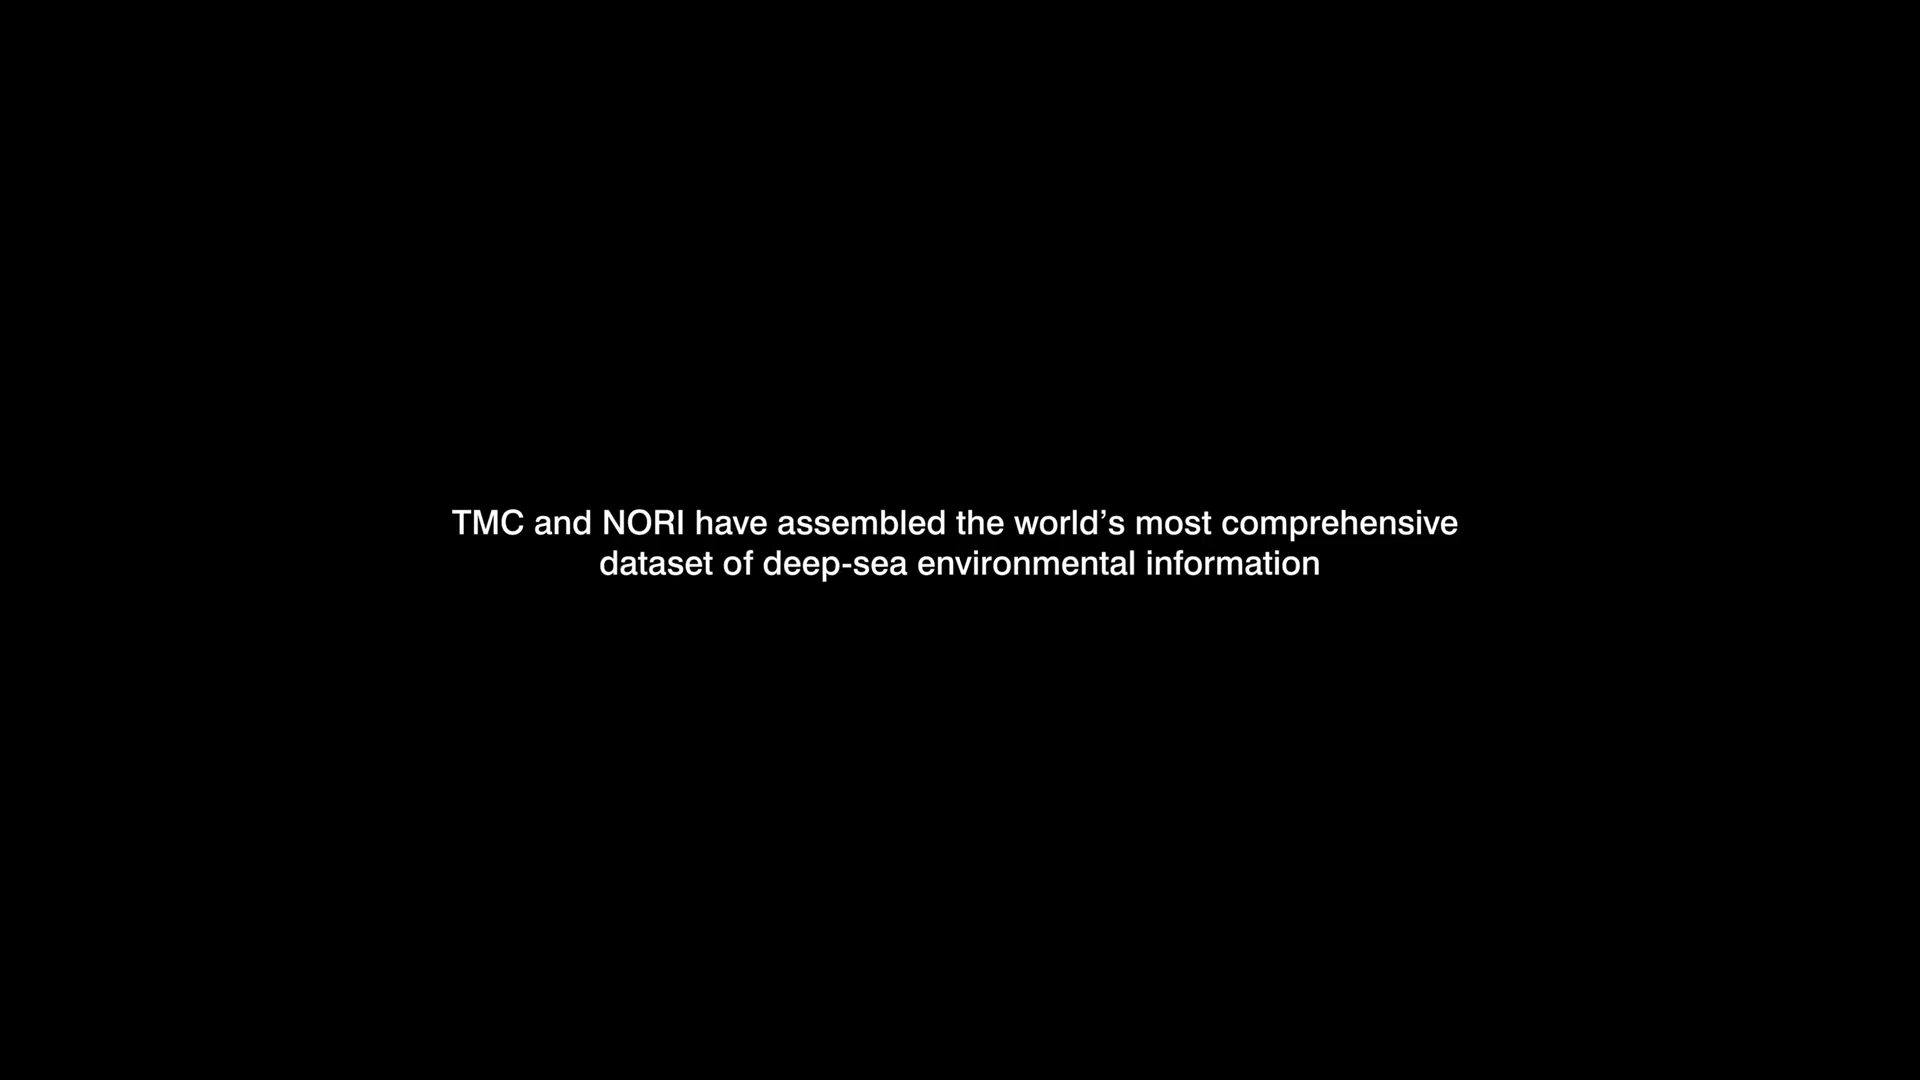 TMC and NORI have assembled the world’s most comprehensive
dataset of deep-sea environmental information